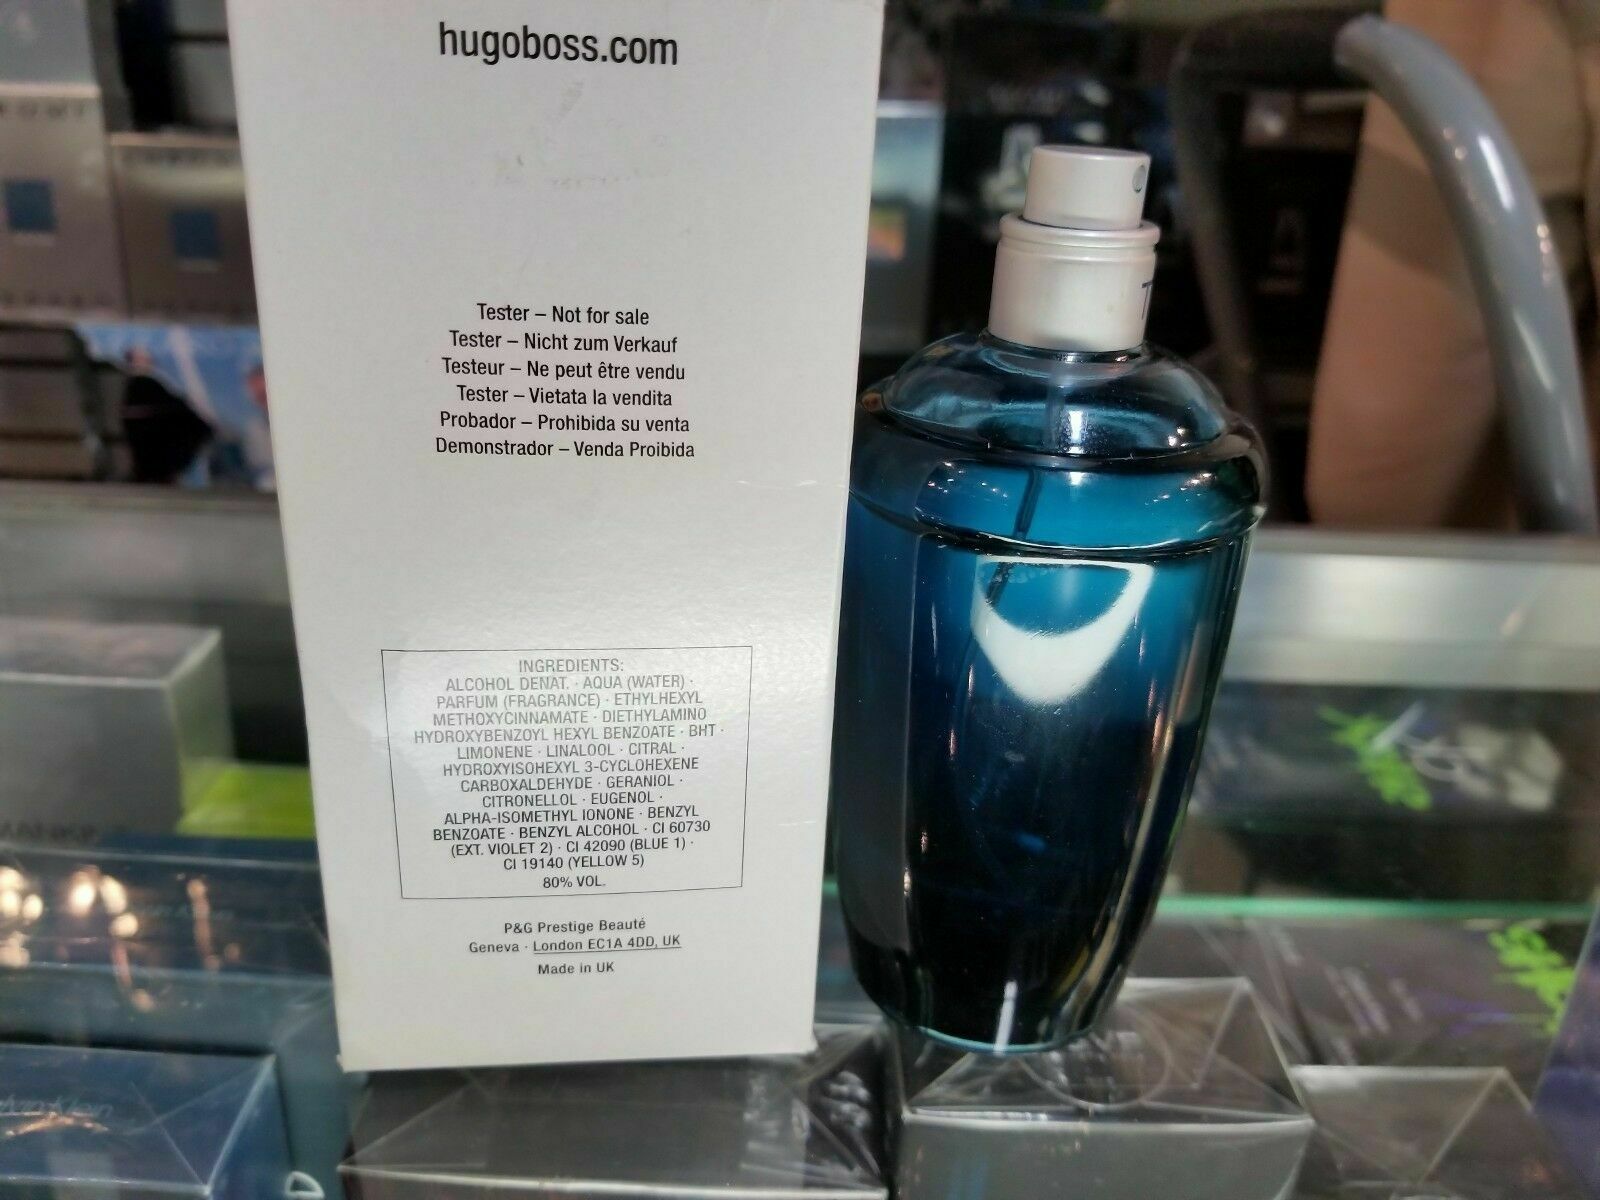 hugoboss.com
Tester – Not for sale
Tester – Nicht zum Verkauf
Testeur – Ne peut être vendu
Tester – Vietata la vendita
Probador – Prohibida su venta
Demonstrador – Venda Proibida
INGREDIENTS:
ALCOHOL DENAT. · AQUA (WATER) ·
PARFUM (FRAGRANCE) · ETHYLHEXYL
METHOXYCINNAMATE · DIETHYLAMINO
HYDROXYBENZOYL HEXYL BENZOATE · BHT ·
LIMONENE · LINALOOL · CITRAL ·
HYDROXYISOHEXYL 3-CYCLOHEXENE
CARBOXALDEHYDE · GERANIOL ·
CITRONELLOL · EUGENOL ·
ALPHA-ISOMETHYL IONONE · BENZYL
BENZOATE · BENZYL ALCOHOL · CI 60730
(EXT. VIOLET 2) · CI 42090 (BLUE 1) ·
CI 19140 (YELLOW 5)
80% VOL.
P&G Prestige Beauté
Geneva · London EC1A 4DD, UK
Made in UK